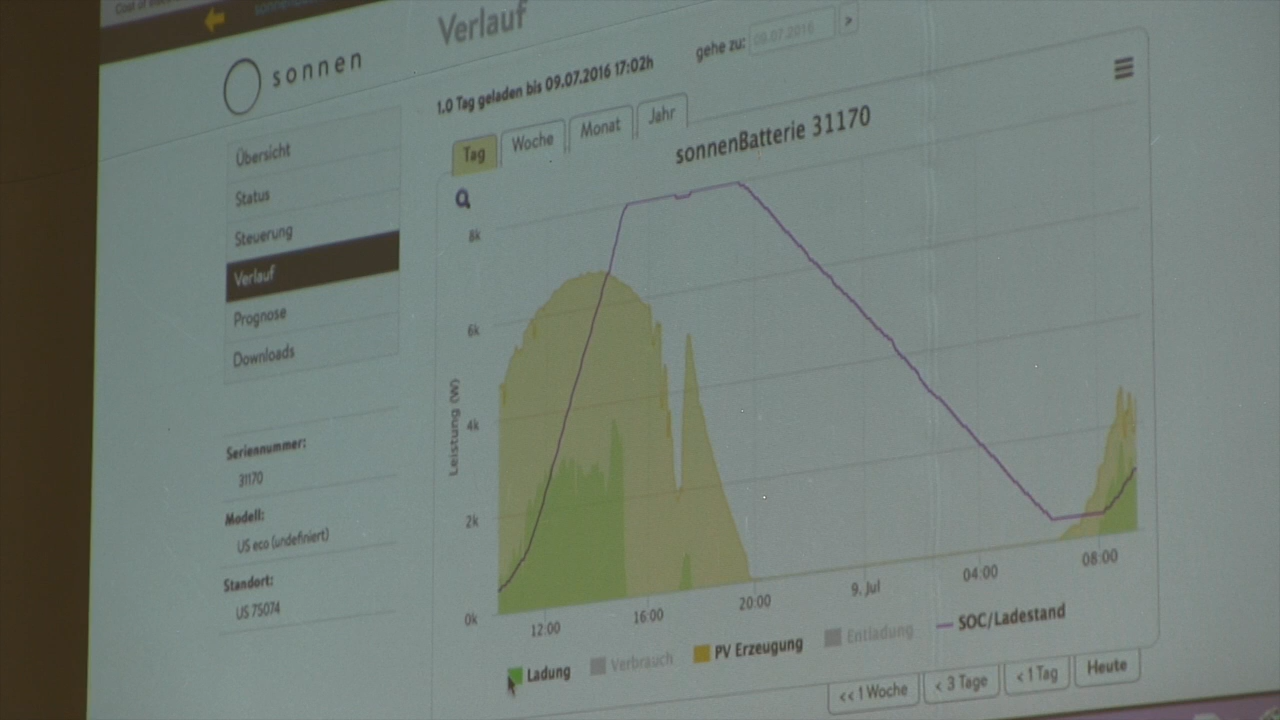 Verlauf
sonnen
gehe zu: 09.07.2016 >
1.0 Tag geladen bis 09.07.2016 17:02h
Tag
Woche
Monat
Jahr
sonnenBatterie 31170
Übersicht
Status
Steuerung
Verlauf
Prognose
Downloads
Seriennummer:
31170
Modell:
US eco (undefiniert)
Standort:
US 75074
Leistung (W)
8k
6k
4k
2k
0k
12:00
16:00
20:00
9. Jul
04:00
08:00
Ladung
Verbrauch
PV Erzeugung
Entladung
SOC/Ladestand
<< 1 Woche
< 3 Tage
< 1 Tag
Heute